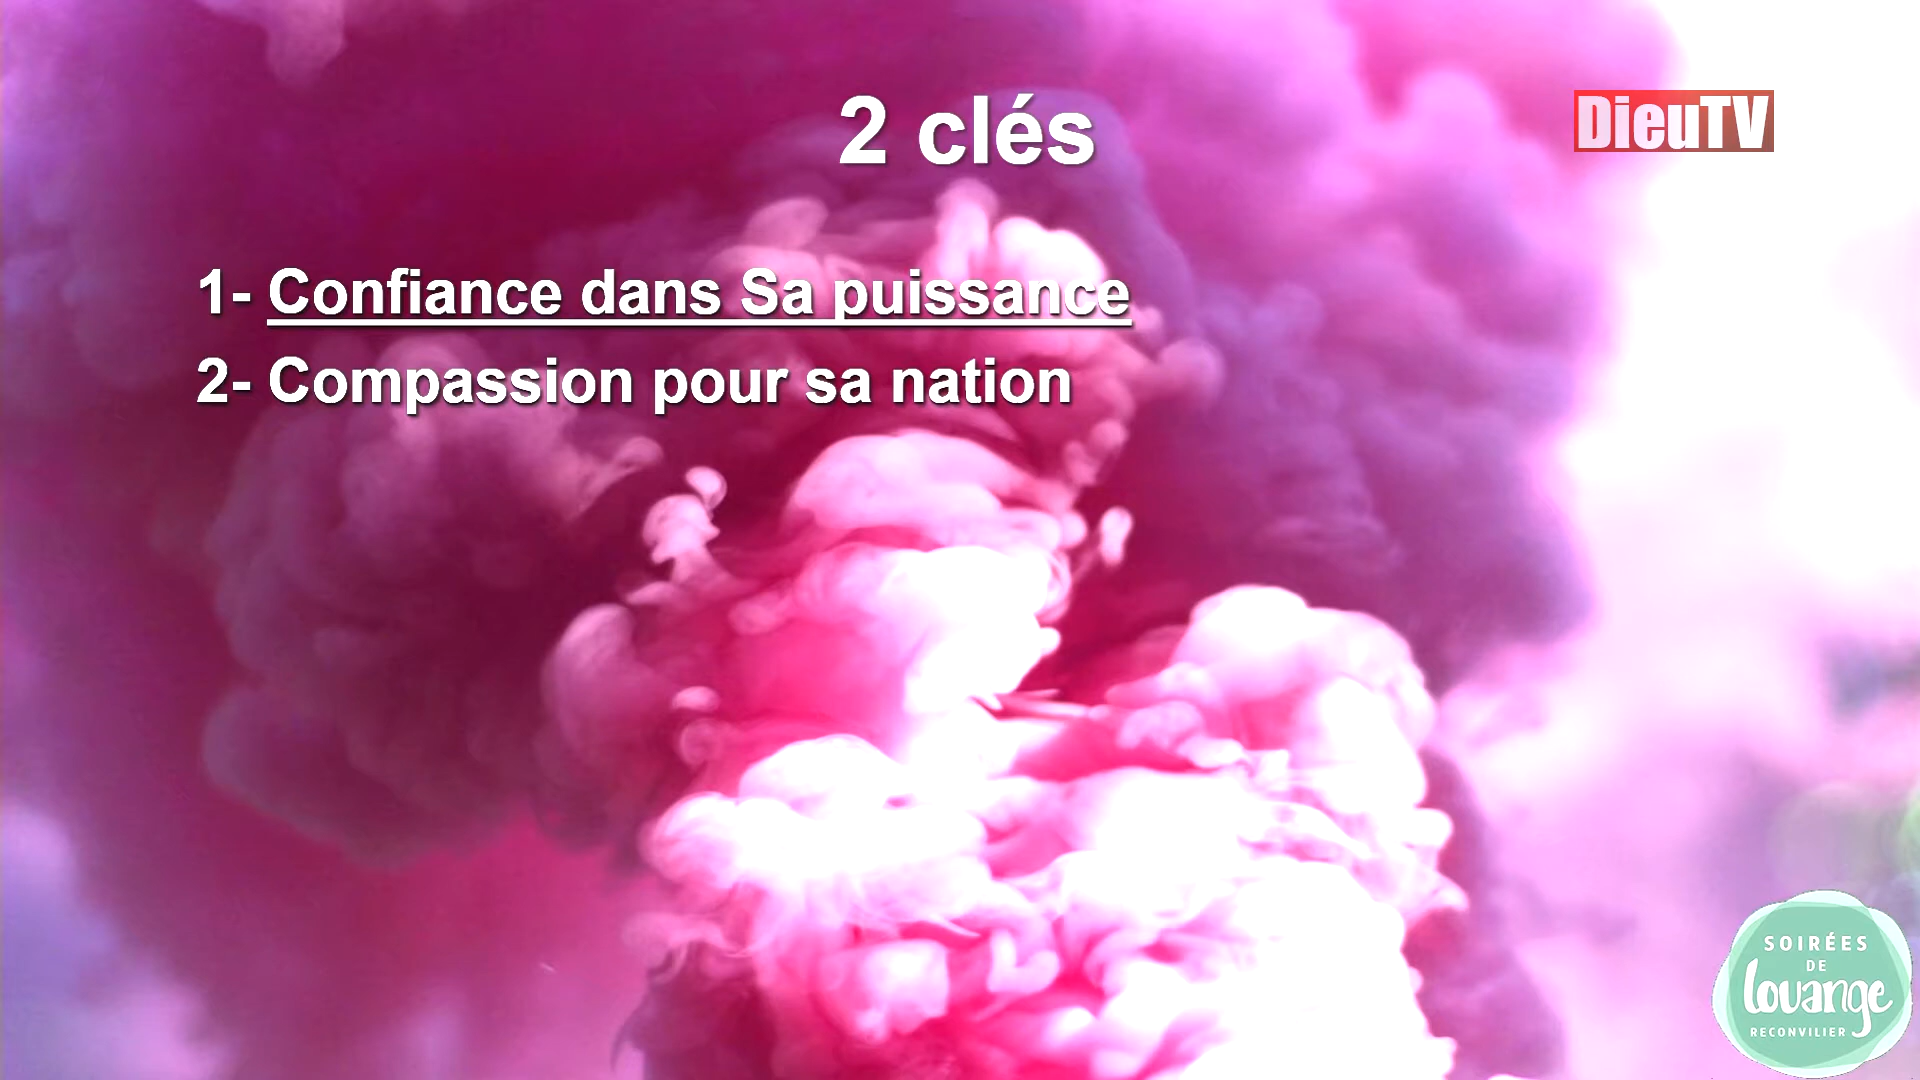 2 clés
DieuTV
1- Confiance dans Sa puissance
2- Compassion pour sa nation
SOIRÉES
DE
louange
RECONVILIER